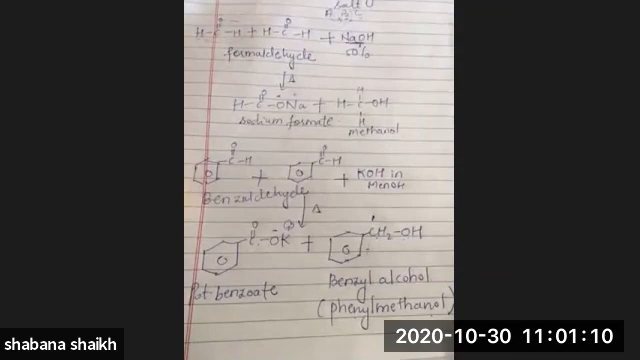 salt
H-C-H + H-C-H + NaOH
O O
formaldehyde 50%
Δ
O H
H-C-ONa + H-C-OH
H
sodium formate methanol
O O
C-H C-H
+ + KOH in
MeOH
Benzaldehyde
Δ
O
C-OK + CH2-OH
Pot benzoate Benzyl alcohol
(phenylmethanol)
shabana shaikh
2020-10-30 11:01:10